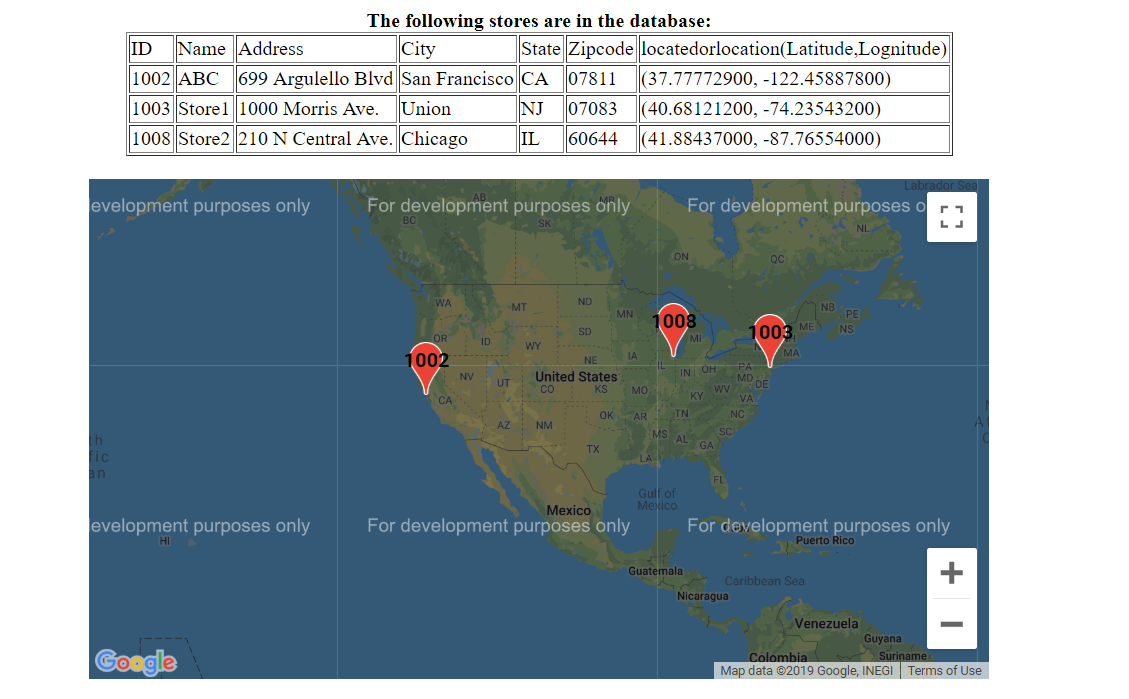 The following stores are in the database:
ID Name Address City State Zipcode locatedorlocation(Latitude,Lognitude)
1002 ABC 699 Argulello Blvd San Francisco CA 07811 (37.77772900, -122.45887800)
1003 Store1 1000 Morris Ave. Union NJ 07083 (40.68121200, -74.23543200)
1008 Store2 210 N Central Ave. Chicago IL 60644 (41.88437000, -87.76554000)
Labrador Sea
evelopment purposes only For development purposes only For development purposes o
AB MB
BC SK NL
ON QC
WA MT ND MN NB PE
1008 1003 ME NS
OR ID SD MI
WY MA
1002 NE IA IL IN OH PA
NV UT United States MD DE
CO KS MO WV
CA KY VA
OK AR TN NC
AZ NM MS AL GA SC
TX LA
th
fic
an
FL
Gulf of
Mexico
Mexico
evelopment purposes only For development purposes only For development purposes only
HI Puerto Rico
Guatemala Caribbean Sea
Nicaragua
Venezuela
Guyana
Colombia Suriname
Google Map data ©2019 Google, INEGI Terms of Use